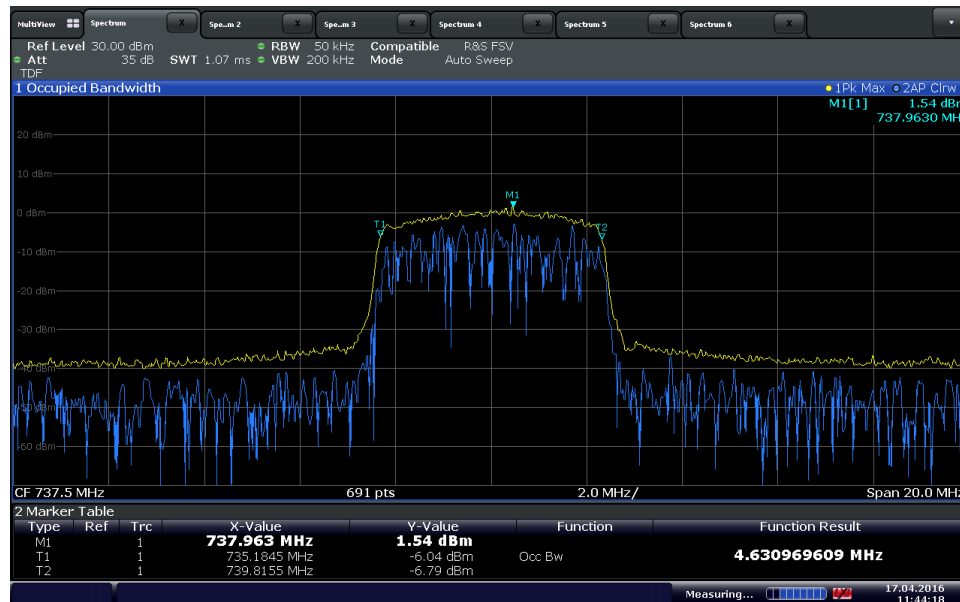 MultiView Spectrum X Spe...m 2 X Spe...m 3 X Spectrum 4 X Spectrum 5 X Spectrum 6 X
Ref Level 30.00 dBm RBW 50 kHz Compatible R&S FSV
Att 35 dB SWT 1.07 ms VBW 200 kHz Mode Auto Sweep
TDF
1 Occupied Bandwidth 1Pk Max 2AP Clrw
M1[1] 1.54 dBr
737.9630 MH
20 dBm
10 dBm
M1
0 dBm
T1 T2
-10 dBm
-20 dBm
-30 dBm
-40 dBm
-50 dBm
-60 dBm
CF 737.5 MHz 691 pts 2.0 MHz/ Span 20.0 MHz
2 Marker Table
Type Ref Trc X-Value Y-Value Function Function Result
M1 1 737.963 MHz 1.54 dBm
T1 1 735.1845 MHz -6.04 dBm Occ Bw 4.630969609 MHz
T2 1 739.8155 MHz -6.79 dBm
Measuring... 17.04.2016
11:44:18